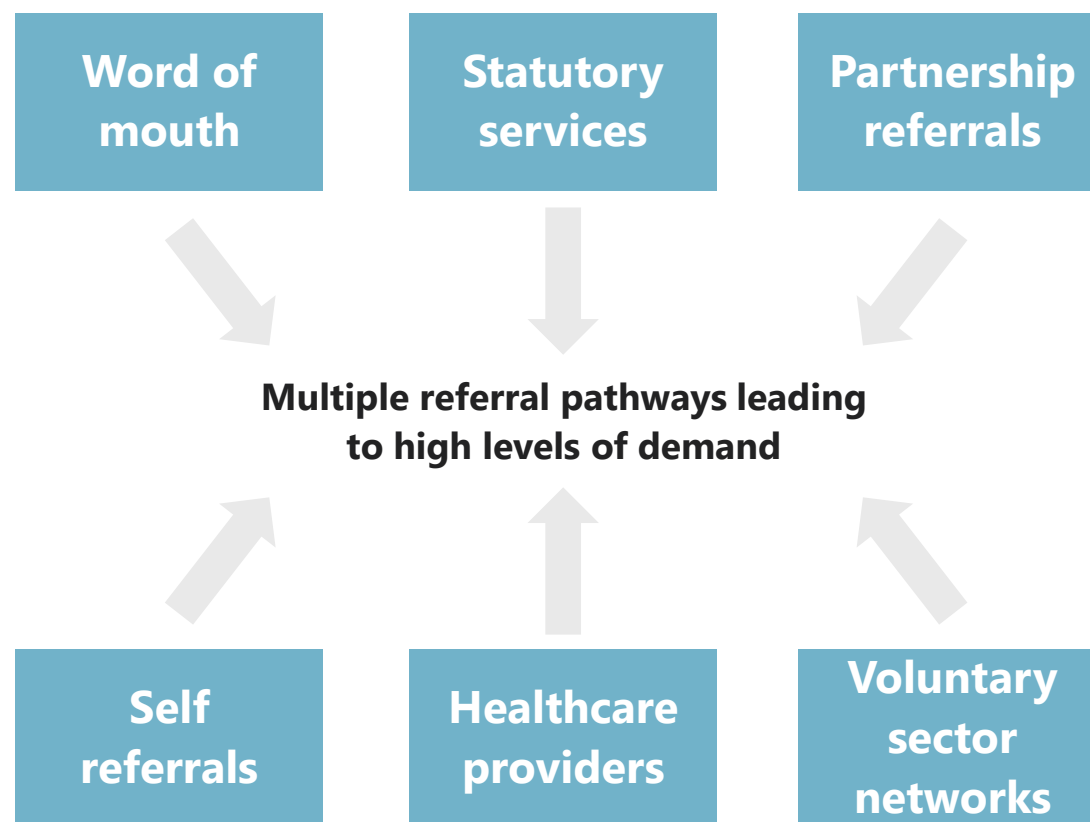 Word of
mouth
Statutory
services
Partnership
referrals
Multiple referral pathways leading
to high levels of demand
Self
referrals
Healthcare
providers
Voluntary
sector
networks